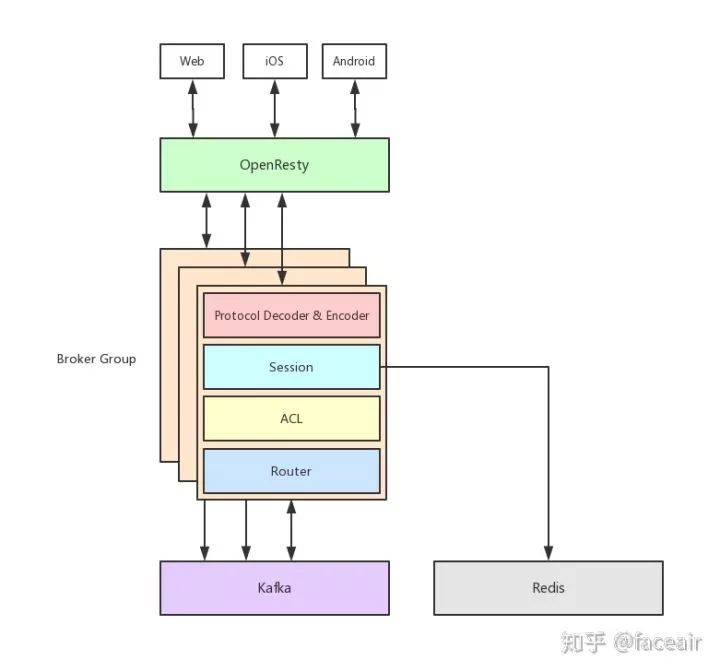 Web
iOS
Android
OpenResty
Protocol Decoder & Encoder
Broker Group
Session
ACL
Router
Kafka
Redis
知乎 @faceair